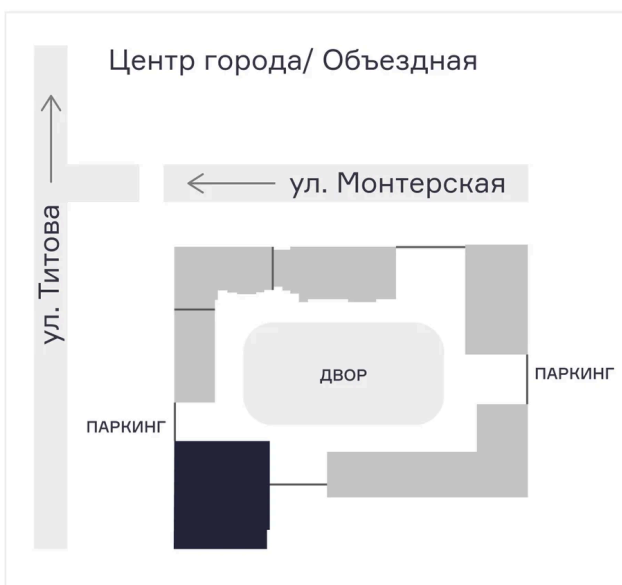 Центр города/ Объездная
ул. Монтерская
ул. Титова
ДВОР
ПАРКИНГ
ПАРКИНГ